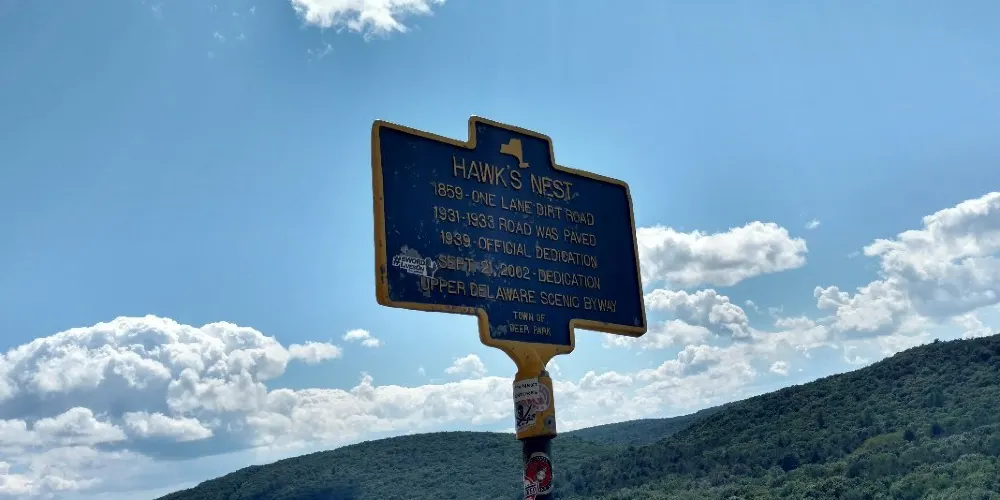 HAWK'S NEST
1859-ONE LANE DIRT ROAD
1931-1933 ROAD WAS PAVED
1939-OFFICIAL DEDICATION
SEPT. 21, 2002-DEDICATION
UPPER DELAWARE SCENIC BYWAY
TOWN OF
DEER PARK